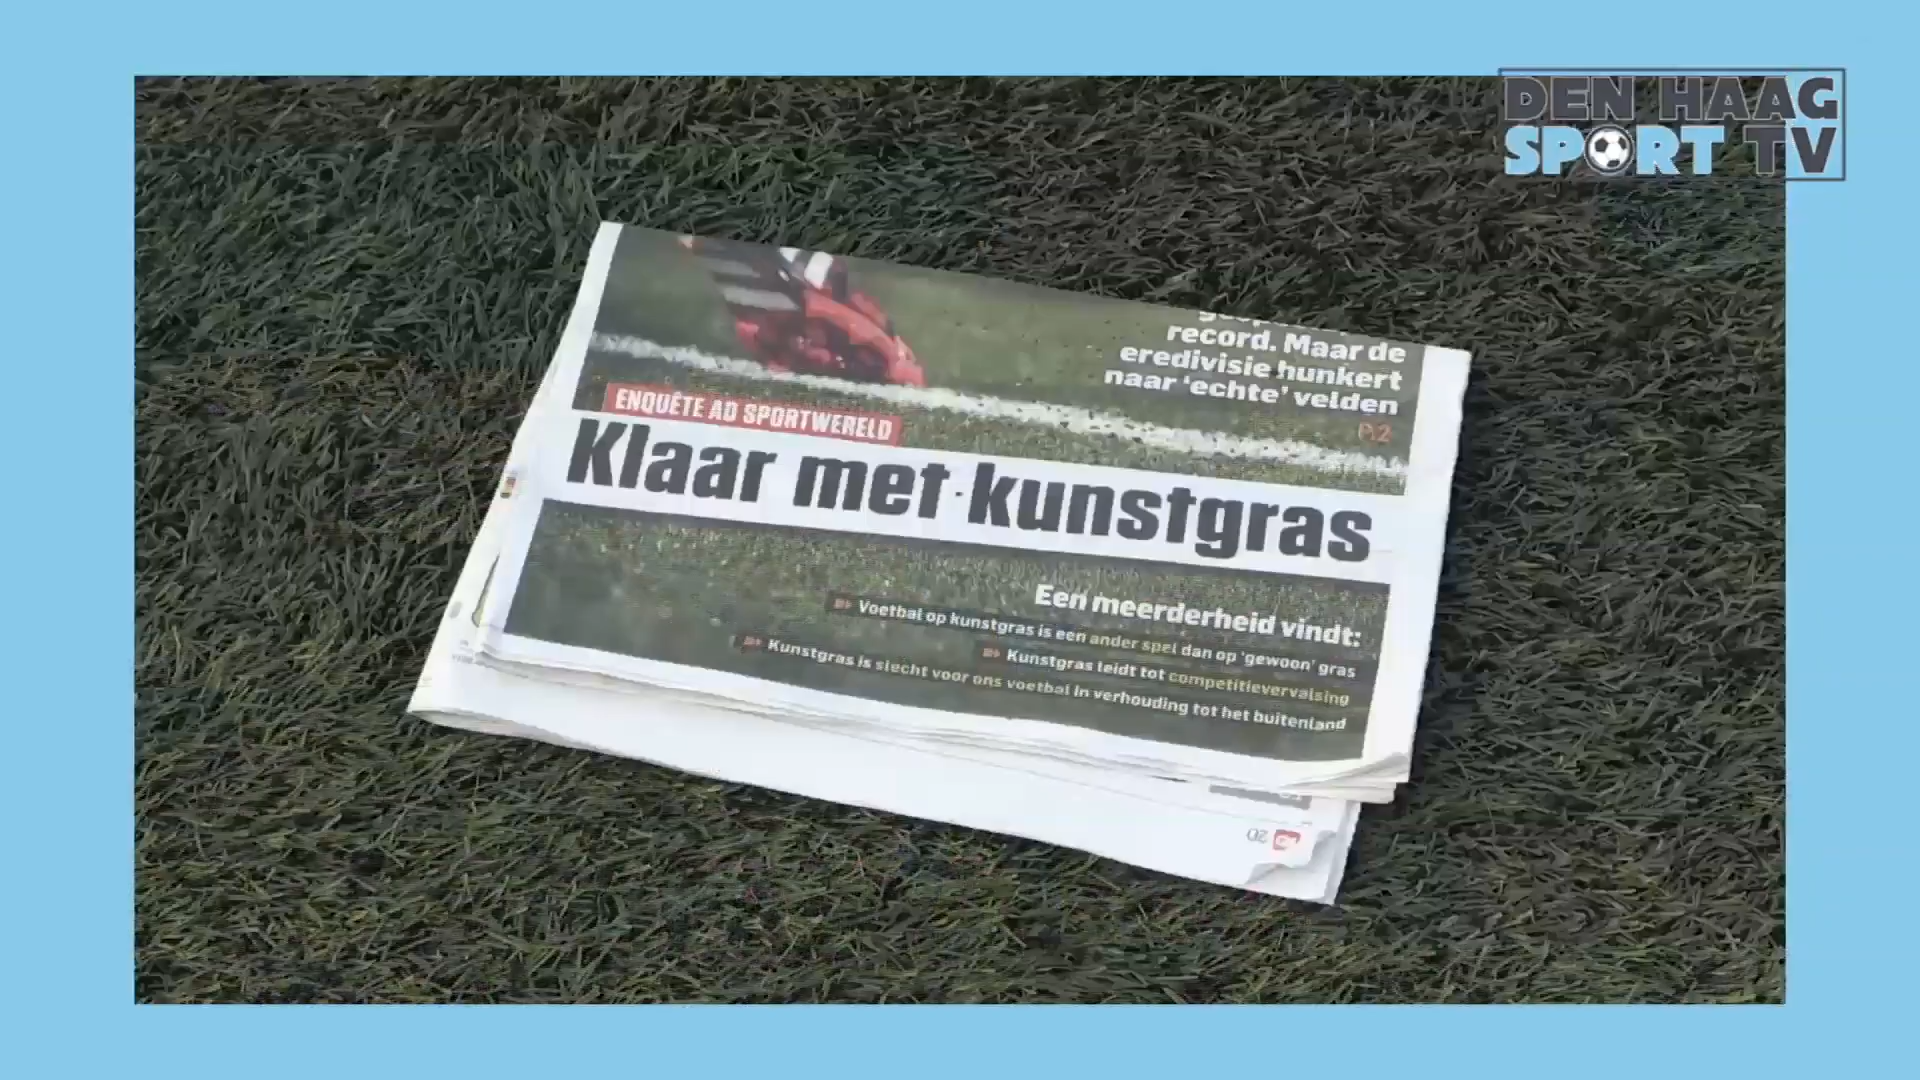 DEN HAAG
SPORT TV
record. Maar de
eredivisie hunkert
naar 'echte' velden
P.2
ENQUÊTE AD SPORTWERELD
Klaar met kunstgras
Een meerderheid vindt:
Voetbal op kunstgras is een ander spel dan op 'gewoon' gras
Kunstgras leidt tot competitievervalsing
Kunstgras is slecht voor ons voetbal in verhouding tot het buitenland
20